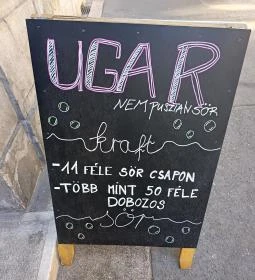 UGAR
NEM PUSZTÁN SÖR
kraft
-11 FÉLE SÖR CSAPON
-TÖBB MINT 50 FÉLE
DOBOZOS
sör